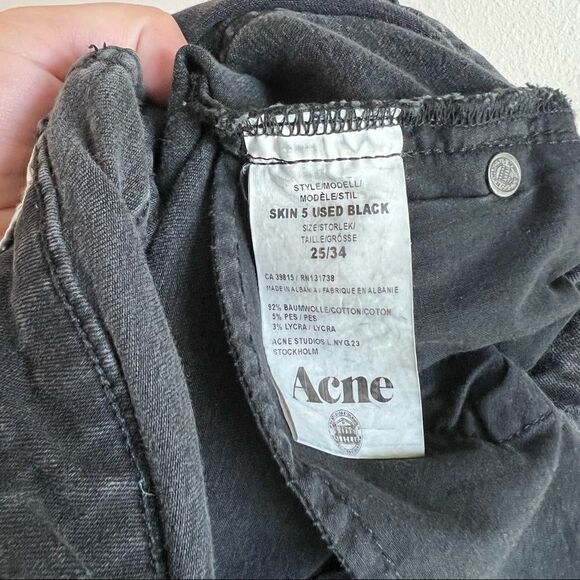 STYLE/MODELL/
MODÈLE/STIL
SKIN 5 USED BLACK
SIZE/STORLEK/
TAILLE/GRÖSSE
25/34
CA 39815 / RN131738
MADE IN ALBANIA / FABRIQUE EN ALBANIE
92% BAUMWOLLE/COTTON/COTON
5% PES / PES
3% LYCRA / LYCRA
ACNE STUDIOS L.NYG.23
STOCKHOLM
Acne